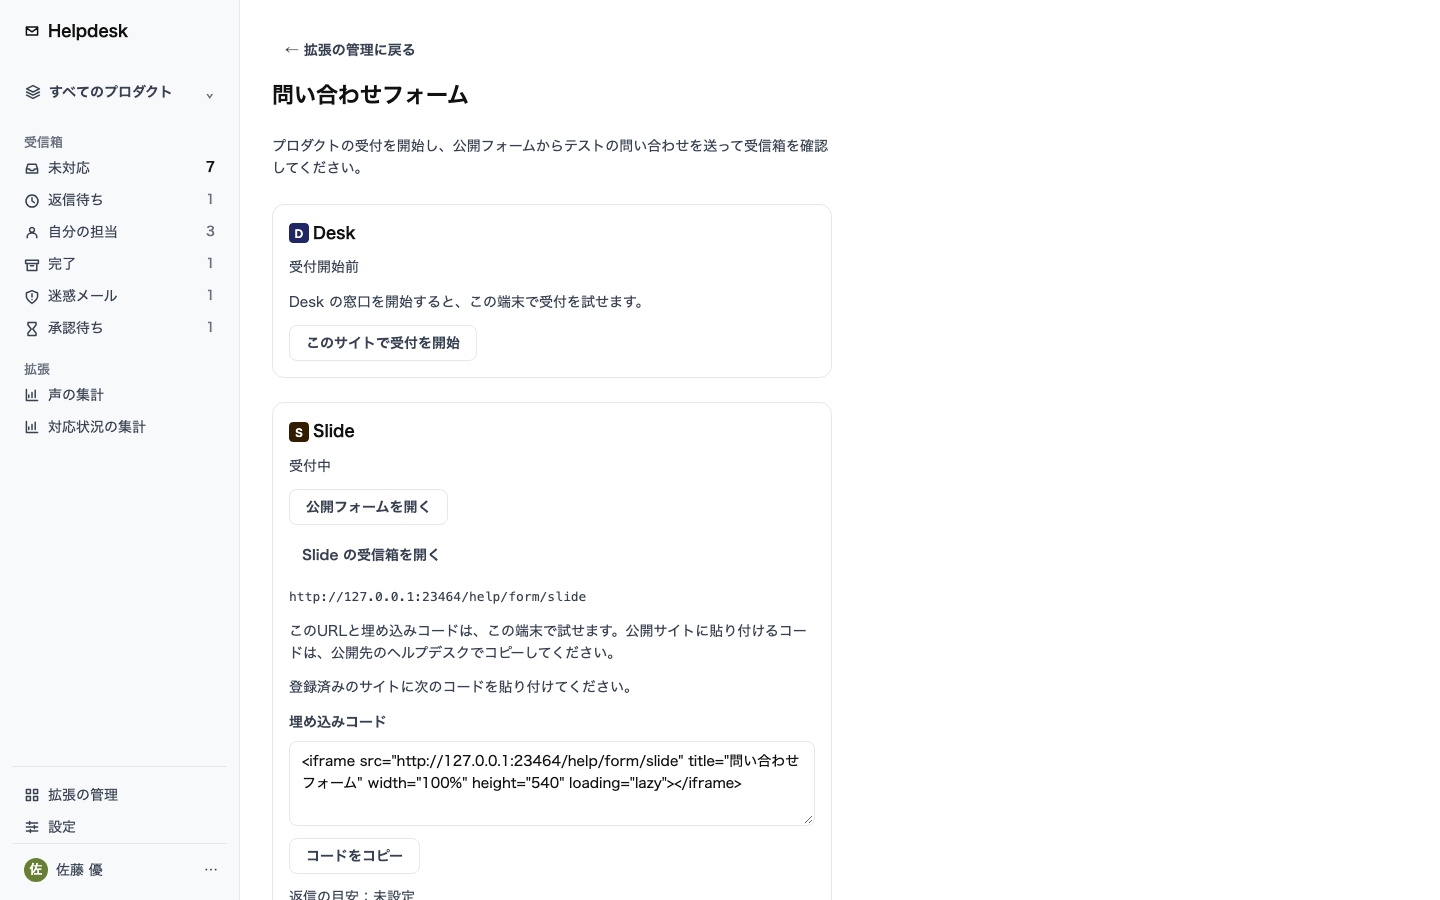 Helpdesk
すべてのプロダクト
受信箱
未対応 7
返信待ち 1
自分の担当 3
完了 1
迷惑メール 1
承認待ち 1
拡張
声の集計
対応状況の集計
拡張の管理
設定
佐 佐藤 優 …
← 拡張の管理に戻る
問い合わせフォーム
プロダクトの受付を開始し、公開フォームからテストの問い合わせを送って受信箱を確認
してください。
D Desk
受付開始前
Desk の窓口を開始すると、この端末で受付を試せます。
このサイトで受付を開始
S Slide
受付中
公開フォームを開く
Slide の受信箱を開く
http://127.0.0.1:23464/help/form/slide
このURLと埋め込みコードは、この端末で試せます。公開サイトに貼り付けるコー
ドは、公開先のヘルプデスクでコピーしてください。
登録済みのサイトに次のコードを貼り付けてください。
埋め込みコード
<iframe src="http://127.0.0.1:23464/help/form/slide" title="問い合わせ
フォーム" width="100%" height="540" loading="lazy"></iframe>
コードをコピー
返信の目安：未設定